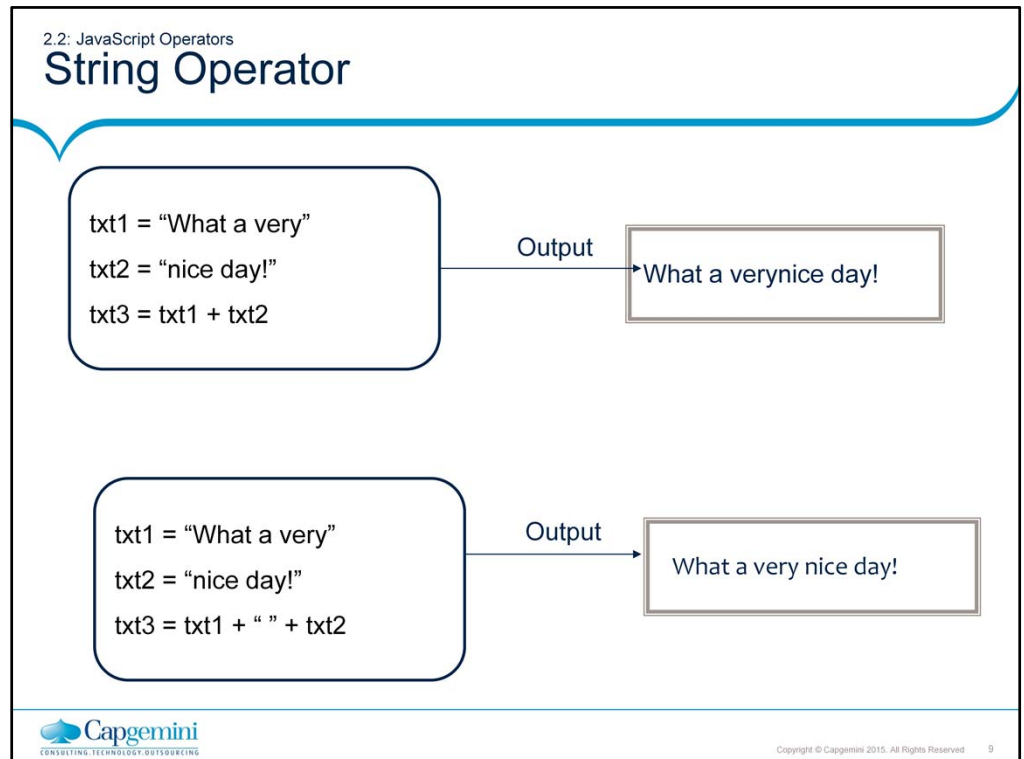 2.2: JavaScript Operators
String Operator
txt1 = “What a very”
txt2 = “nice day!”
txt3 = txt1 + txt2
Output
What a verynice day!
txt1 = “What a very”
txt2 = “nice day!”
txt3 = txt1 + “ ” + txt2
Output
What a very nice day!
Capgemini
CONSULTING.TECHNOLOGY.OUTSOURCING
Copyright © Capgemini 2015. All Rights Reserved 9